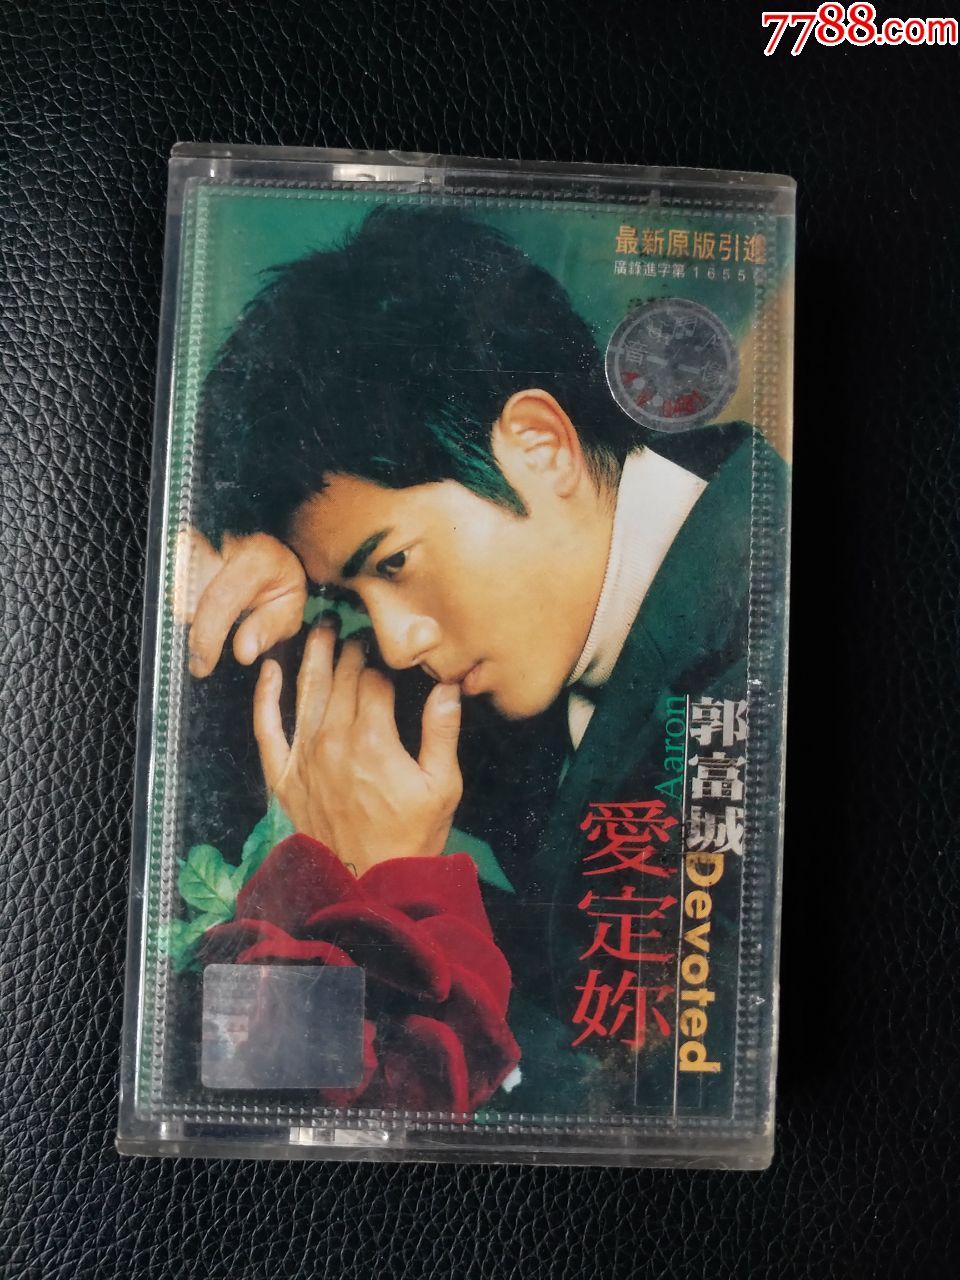 7788.com
最新原版引進
廣錄進字第1655
郭富城
Aaron
愛定妳
Devoted